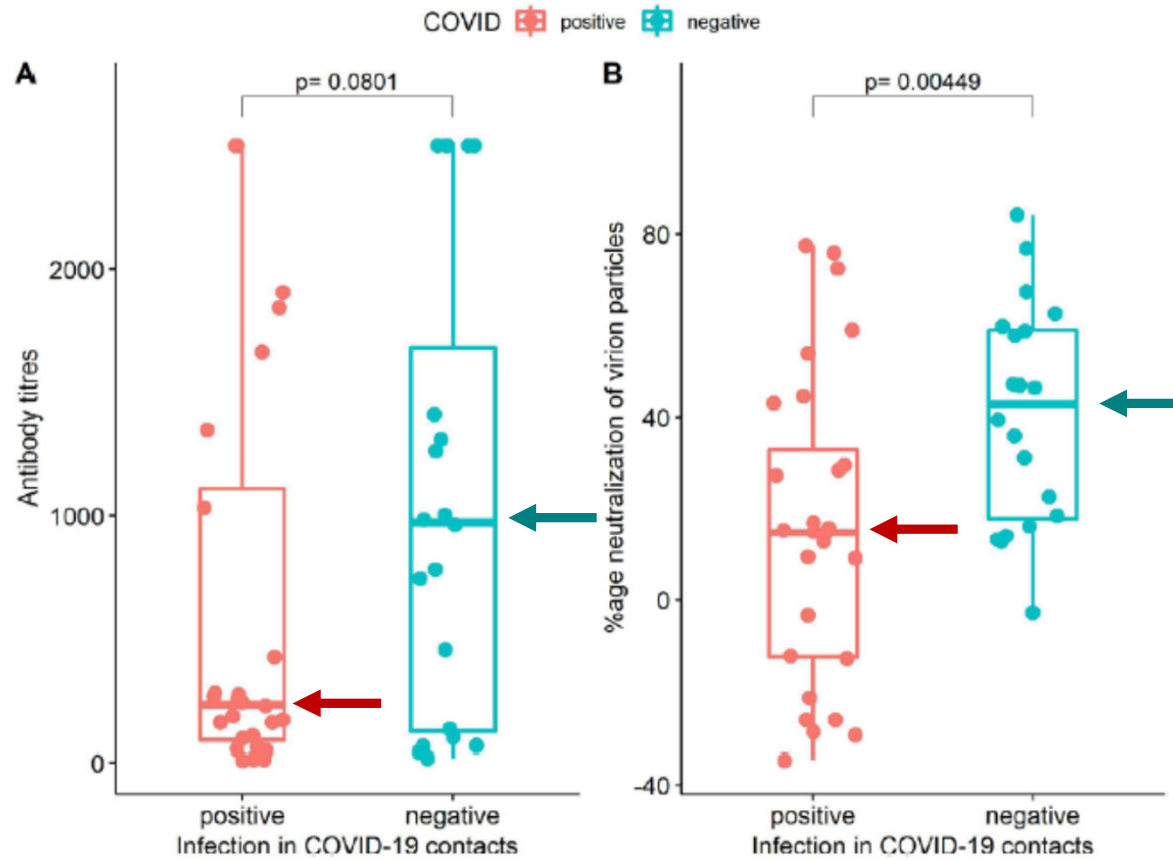 COVID positive negative
A
p= 0.0801
2000
1000
0
Antibody titres
positive negative
Infection in COVID-19 contacts
B
p= 0.00449
80
40
0
-40
%age neutralization of virion particles
positive negative
Infection in COVID-19 contacts